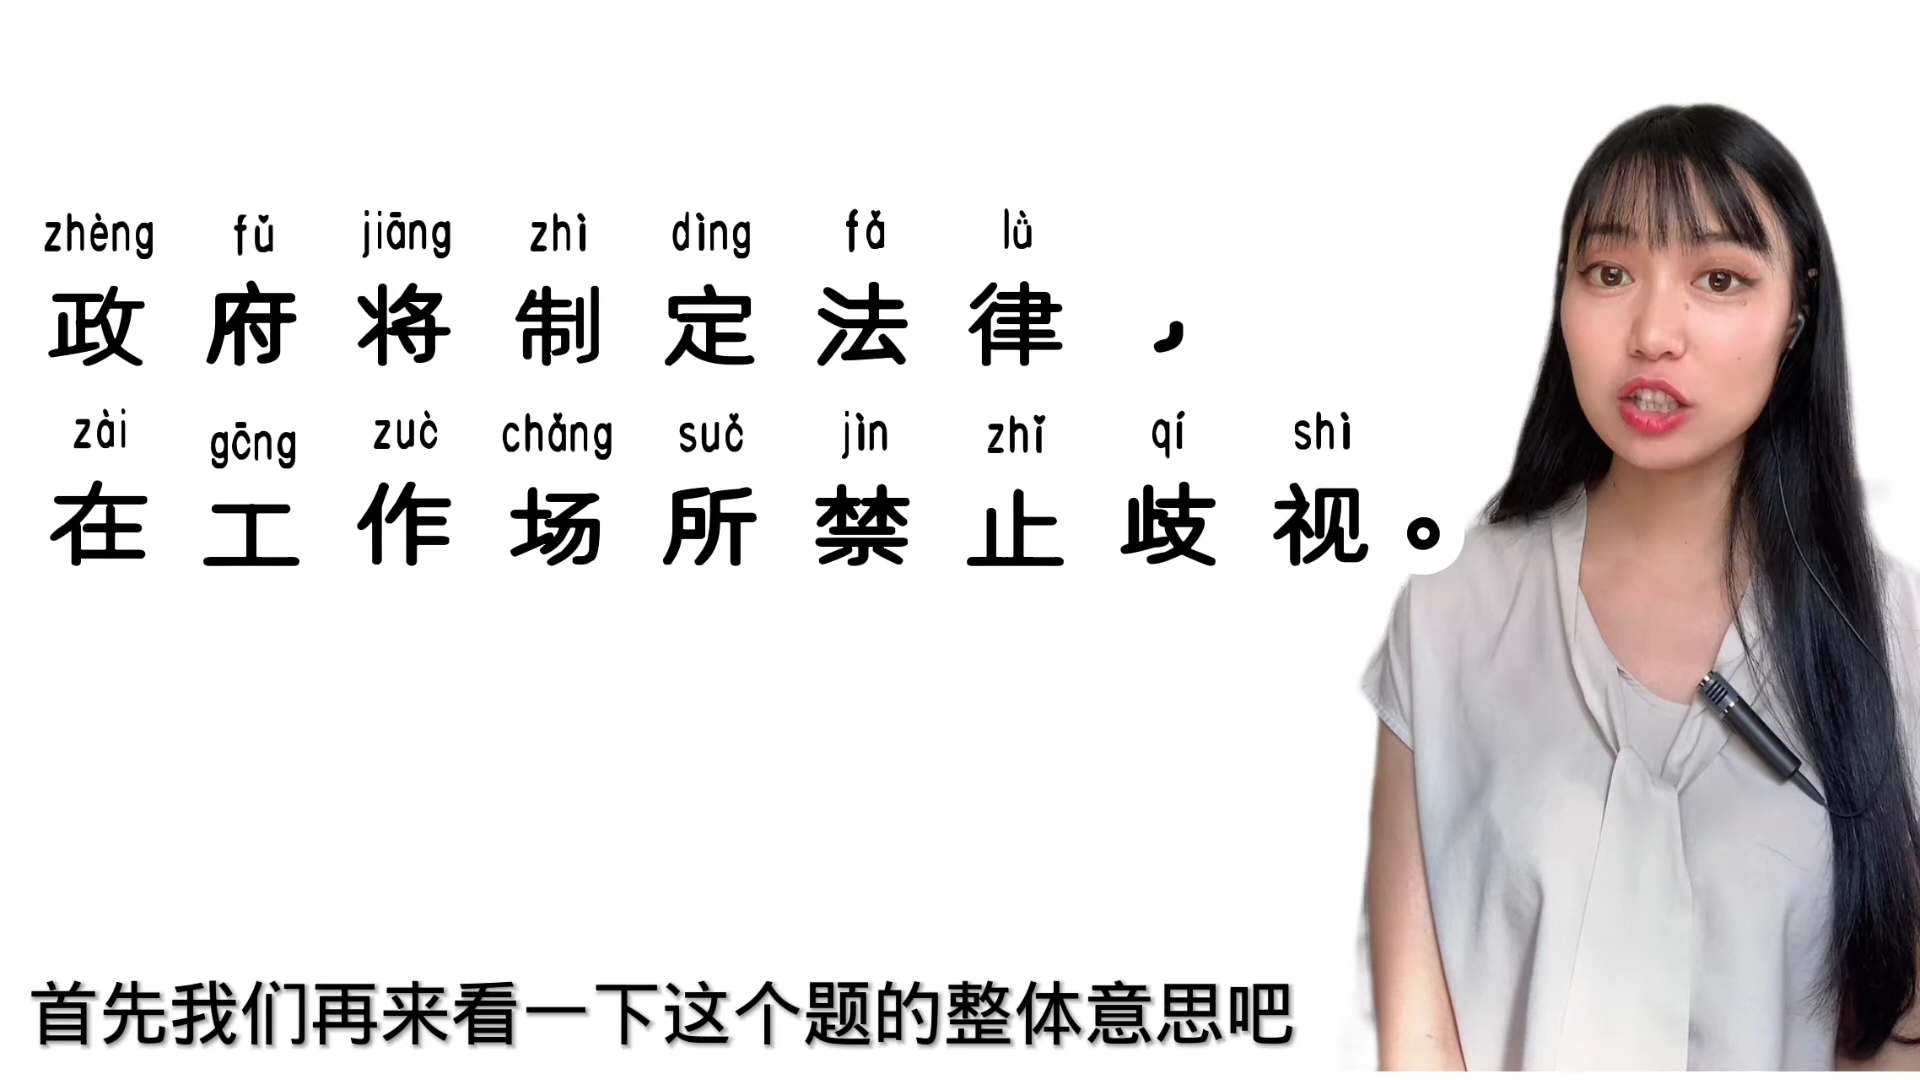 zhèng fǔ jiāng zhì dìng fǎ lǜ
政府将制定法律，
zài gōng zuò chǎng suǒ jìn zhǐ qí shì
在工作场所禁止歧视。
首先我们再来看一下这个题的整体意思吧